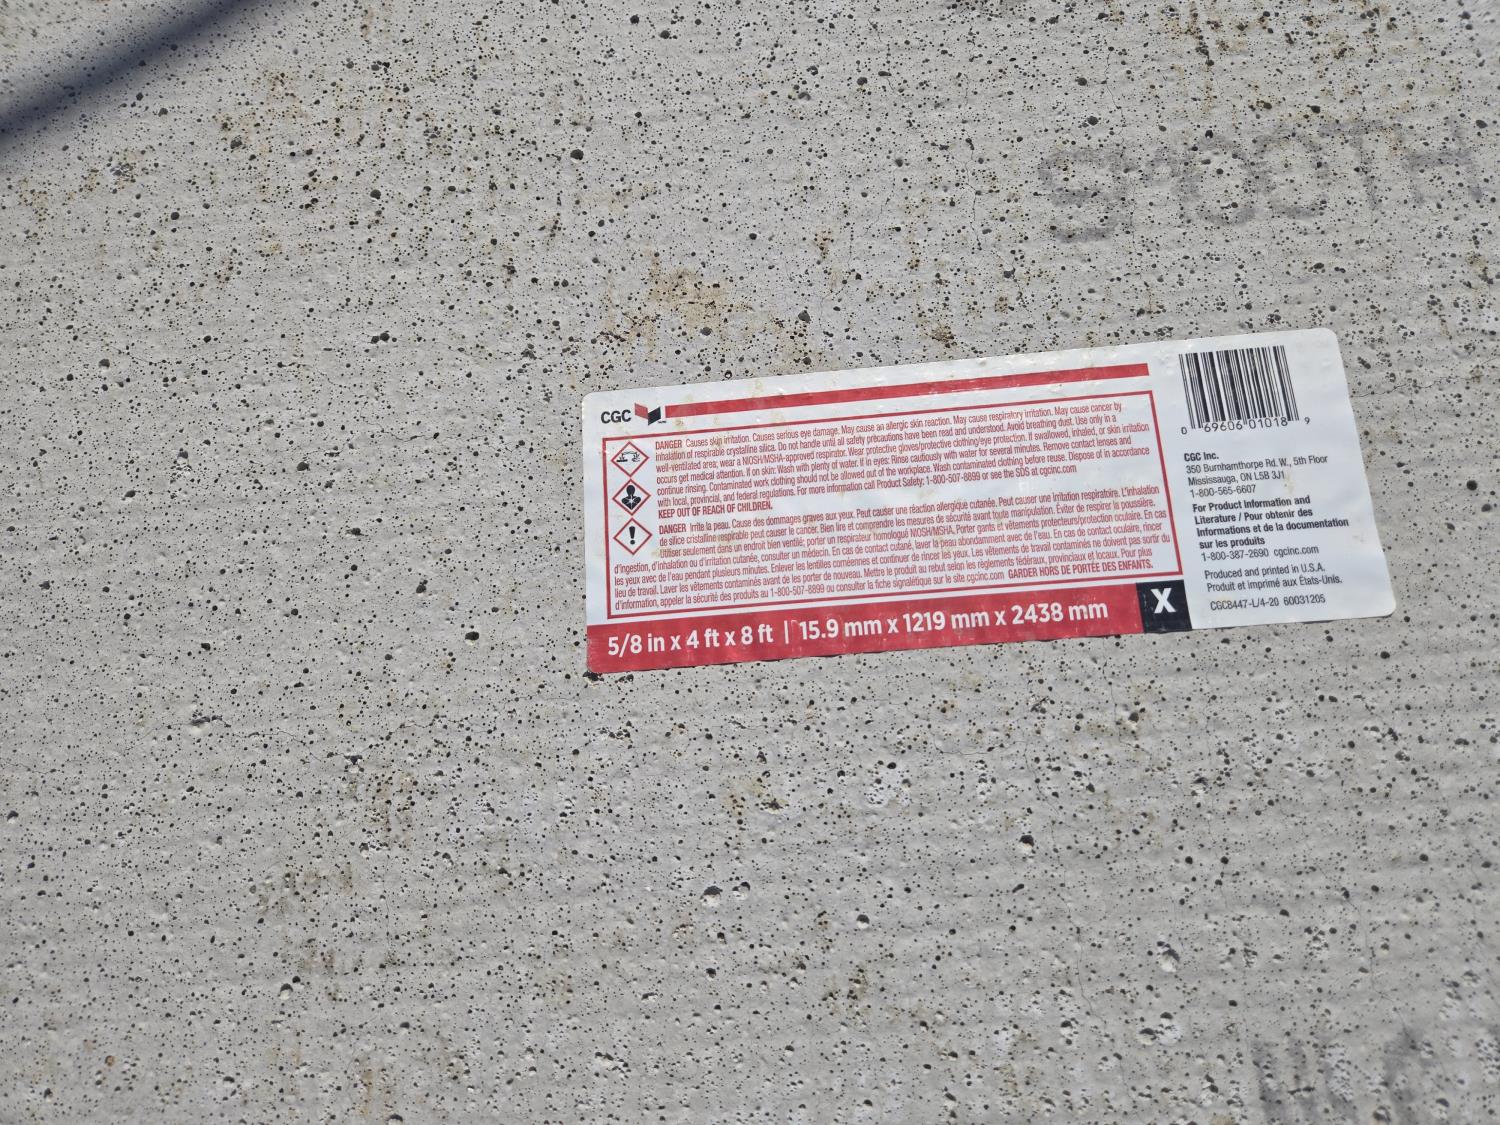 SMOOTH
CGC
DANGER Causes skin irritation. Causes serious eye damage. May cause an allergic skin reaction. May cause respiratory irritation. May cause cancer by
inhalation of respirable crystalline silica. Do not handle until all safety precautions have been read and understood. Avoid breathing dust. Use only in a
well-ventilated area; wear a NIOSH/MSHA-approved respirator. Wear protective gloves/protective clothing/eye protection. If swallowed, inhaled, or skin irritation
occurs get medical attention. If on skin: Wash with plenty of water. If in eyes: Rinse cautiously with water for several minutes. Remove contact lenses and
continue rinsing. Contaminated work clothing should not be allowed out of the workplace. Wash contaminated clothing before reuse. Dispose of in accordance
with local, provincial, and federal regulations. For more information call Product Safety: 1-800-507-8899 or see the SDS at cgcinc.com
KEEP OUT OF REACH OF CHILDREN.
DANGER Irrite la peau. Cause des dommages graves aux yeux. Peut causer une réaction allergique cutanée. Peut causer une irritation respiratoire. L'inhalation
de silice cristalline respirable peut causer le cancer. Bien lire et comprendre les mesures de sécurité avant toute manipulation. Éviter de respirer la poussière.
Utiliser seulement dans un endroit bien ventilé; porter un respirateur homologué NIOSH/MSHA. Porter gants et vêtements protecteurs/protection oculaire. En cas
d'ingestion, d'inhalation ou d'irritation cutanée, consulter un médecin. En cas de contact cutané, laver la peau abondamment avec de l'eau. En cas de contact oculaire, rincer
les yeux avec de l'eau pendant plusieurs minutes. Enlever les lentilles cornéennes et continuer de rincer les yeux. Les vêtements de travail contaminés ne doivent pas sortir du
lieu de travail. Laver les vêtements contaminés avant de les porter de nouveau. Mettre le produit au rebut selon les règlements fédéraux, provinciaux et locaux. Pour plus
d'information, appeler la sécurité des produits au 1-800-507-8899 ou consulter la fiche signalétique sur le site cgcinc.com GARDER HORS DE PORTÉE DES ENFANTS.
5/8 in x 4 ft x 8 ft | 15.9 mm x 1219 mm x 2438 mm
X
0 69606 01018 9
CGC Inc.
350 Burnhamthorpe Rd. W., 5th Floor
Mississauga, ON L5B 3J1
1-800-565-6607
For Product Information and
Literature / Pour obtenir des
Informations et de la documentation
sur les produits
1-800-387-2690 cgcinc.com
Produced and printed in U.S.A.
Produit et imprimé aux États-Unis.
CGC8447-L/4-20 60031205